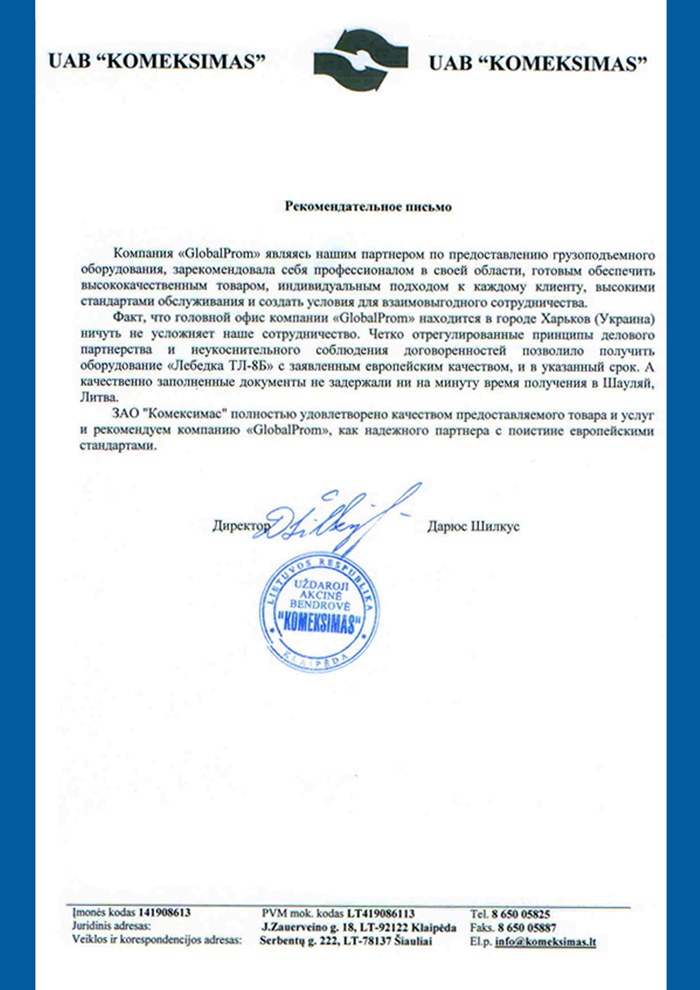 UAB “KOMEKSIMAS” UAB “KOMEKSIMAS”
Рекомендательное письмо
Компания «GlobalProm» являясь нашим партнером по предоставлению грузоподъемного
оборудования, зарекомендовала себя профессионалом в своей области, готовым обеспечить
высококачественным товаром, индивидуальным подходом к каждому клиенту, высокими
стандартами обслуживания и создать условия для взаимовыгодного сотрудничества.
Факт, что головной офис компании «GlobalProm» находится в городе Харьков (Украина)
ничуть не усложняет наше сотрудничество. Четко отрегулированные принципы делового
партнерства и неукоснительного соблюдения договоренностей позволило получить
оборудование «Лебедка ТЛ-8Б» с заявленным европейским качеством, и в указанный срок. А
качественно заполненные документы не задержали ни на минуту время получения в Шауляй,
Литва.
ЗАО "Комексимас" полностью удовлетворено качеством предоставляемого товара и услуг
и рекомендуем компанию «GlobalProm», как надежного партнера с поистине европейскими
стандартами.
Директор Дарюс Шилкус
LIETUVOS RESPUBLIKA
UŽDAROJI
AKCINĖ
BENDROVĖ
"KOMEKSIMAS"
KLAIPĖDA
Įmonės kodas 141908613 PVM mok. kodas LT419086113 Tel. 8 650 05825
Juridinis adresas: J.Zauerveino g. 18, LT-92122 Klaipėda Faks. 8 650 05887
Veiklos ir korespondencijos adresas: Serbentų g. 222, LT-78137 Šiauliai El.p. info@komeksimas.lt